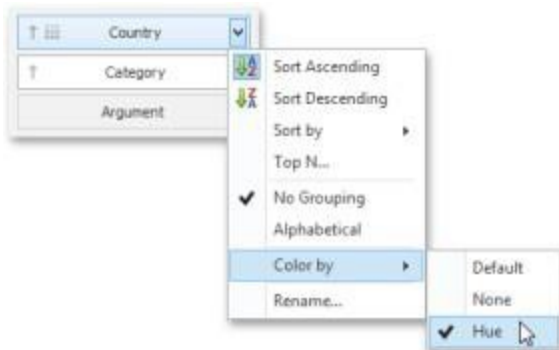 Country
Category
Argument
Sort Ascending
Sort Descending
Sort by
Top N...
No Grouping
Alphabetical
Color by
Rename...
Default
None
Hue